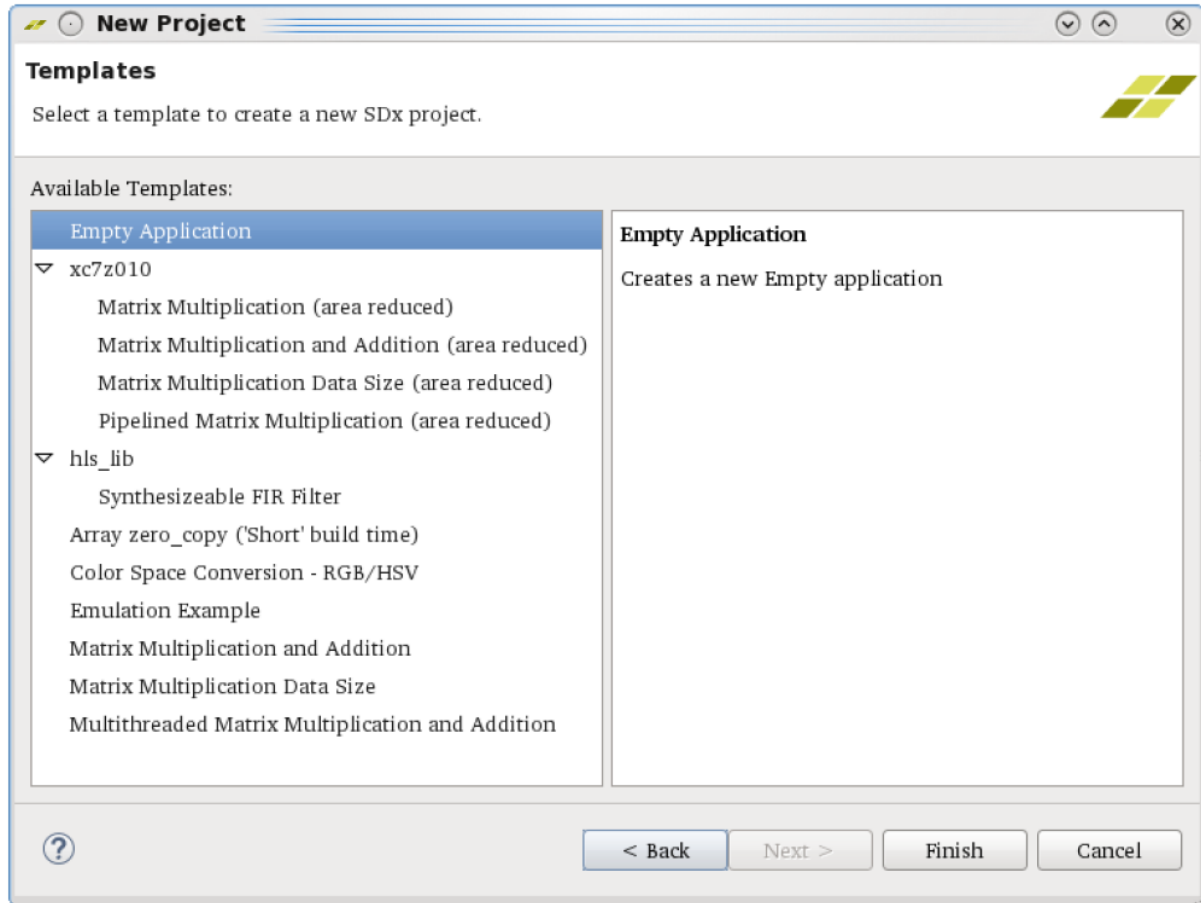 New Project
Templates
Select a template to create a new SDx project.
Available Templates:
Empty Application
xc7z010
Matrix Multiplication (area reduced)
Matrix Multiplication and Addition (area reduced)
Matrix Multiplication Data Size (area reduced)
Pipelined Matrix Multiplication (area reduced)
hls_lib
Synthesizeable FIR Filter
Array zero_copy ('Short' build time)
Color Space Conversion - RGB/HSV
Emulation Example
Matrix Multiplication and Addition
Matrix Multiplication Data Size
Multithreaded Matrix Multiplication and Addition
Empty Application
Creates a new Empty application
?
< Back
Next >
Finish
Cancel